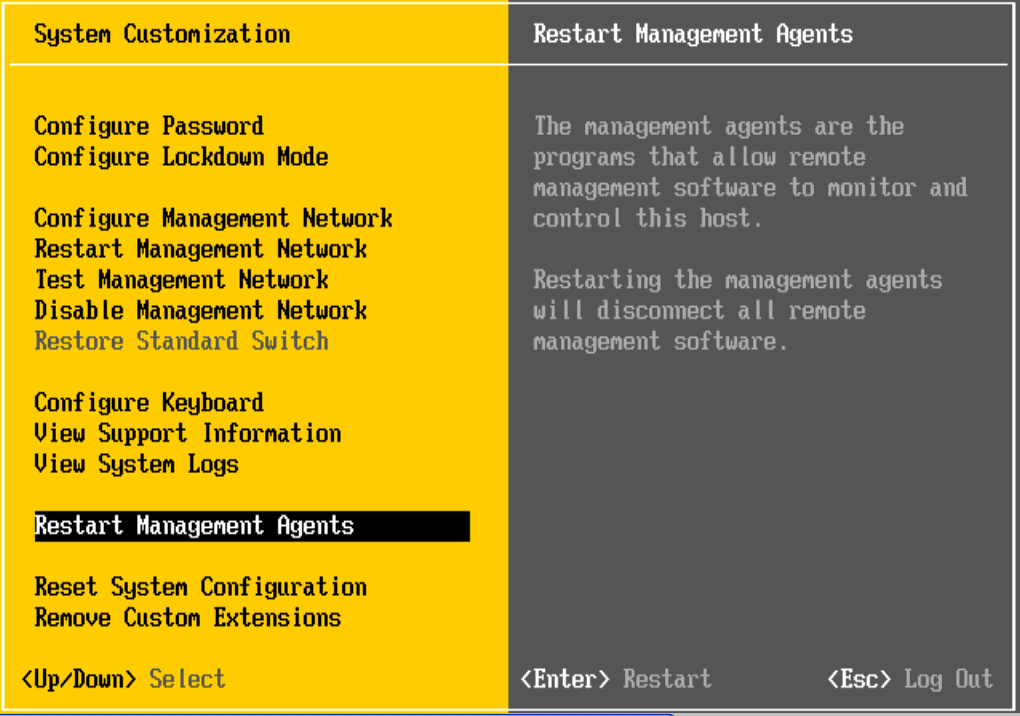 System Customization
Restart Management Agents
Configure Password
Configure Lockdown Mode
Configure Management Network
Restart Management Network
Test Management Network
Disable Management Network
Restore Standard Switch
Configure Keyboard
View Support Information
View System Logs
Restart Management Agents
Reset System Configuration
Remove Custom Extensions
The management agents are the
programs that allow remote
management software to monitor and
control this host.
Restarting the management agents
will disconnect all remote
management software.
<Up/Down> Select
<Enter> Restart
<Esc> Log Out